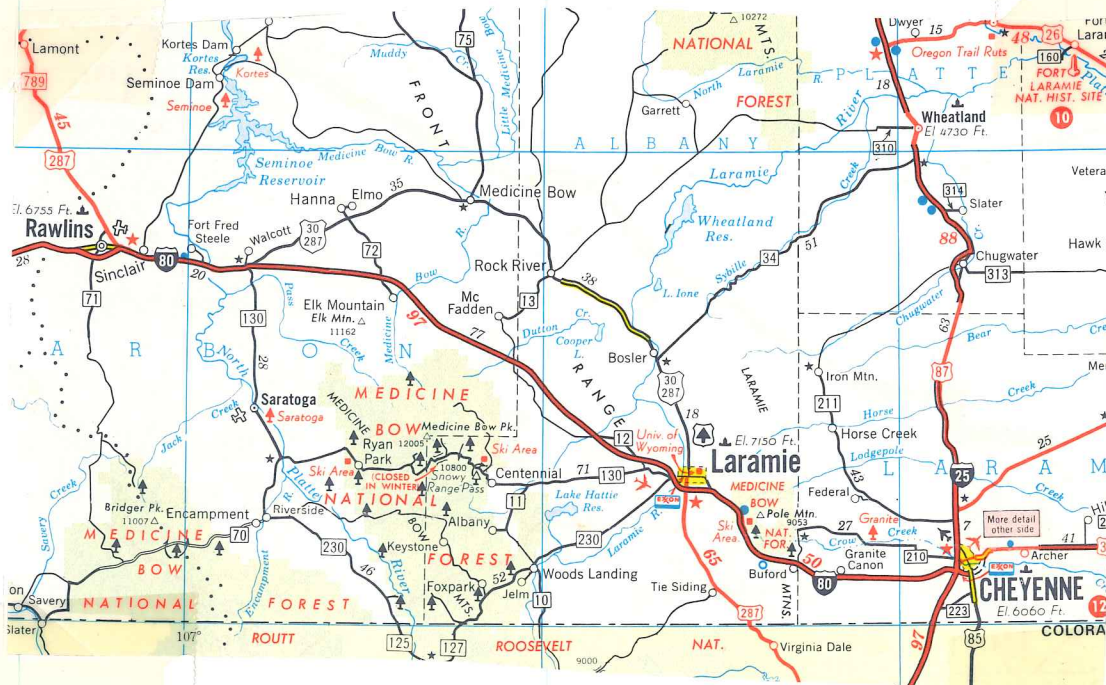 Lamont
789
45
287
Kortes Dam
Kortes
Res.
Kortes
Seminoe Dam
Seminoe
Seminoe
Reservoir
Medicine Bow R.
Muddy
Cr.
75
Little Medicine Bow
FRONT
10272
NATIONAL
FOREST
MTS.
North
Laramie
R.
Garrett
ALBANY
PLATTE
Dwyer
15
Oregon Trail Ruts
48
26
160
FORT
LARAMIE
NAT. HIST. SITE
10
18
River
Wheatland
El 4730 Ft.
310
Creek
Laramie
Wheatland
Res.
314
Slater
Cr.
88
Chugwater
313
Hawk
Vetera
El. 6755 Ft.
Rawlins
28
Sinclair
80
20
Fort Fred
Steele
Walcott
30
287
Hanna
Elmo
35
Medicine Bow
R.
72
Bow
Medicine
Rock River
38
51
34
Sybille
L. Ione
71
130
Pass
Creek
Elk Mountain
Elk Mtn.
11162
97
77
Mc
Fadden
13
Dutton
Cr.
Cooper
L.
Bosler
30
287
18
Chugwater
63
Bear
87
Creek
Iron Mtn.
211
Horse
Horse Creek
Lodgepole
43
Federal
25
25
Creek
LARAM
ARBON
North
28
Saratoga
Saratoga
Jack
Creek
MEDICINE
BOW
NATIONAL
FOREST
MEDICINE
BOW
MTS.
Ryan
Park
12005
Medicine Bow Pk.
Ski Area
(CLOSED
IN WINTER)
10800
Snowy
Range Pass
Ski Area
Centennial
RANGE
12
71
130
Univ. of
Wyoming
El. 7150 Ft.
Laramie
LARAMIE
MTNS.
EXXON
MEDICINE
BOW
NAT.
FOR.
Pole Mtn.
9053
Ski
Area
Buford
50
80
27
Crow
Creek
Granite
Granite
Canon
210
7
More detail
other side
41
Archer
EXXON
CHEYENNE
El. 6060 Ft.
12
223
97
85
COLORA
Savery
Creek
Bridger Pk.
11007
MEDICINE
BOW
NATIONAL
FOREST
Encampment
70
Riverside
Platte
R.
River
Encampment
230
46
Keystone
Albany
11
Lake Hattie
Res.
Laramie
R.
230
Foxpark
52
Jelm
Woods Landing
10
65
Tie Siding
287
Virginia Dale
Savery
Slater
107°
ROUTT
125
127
ROOSEVELT
9000
NAT.